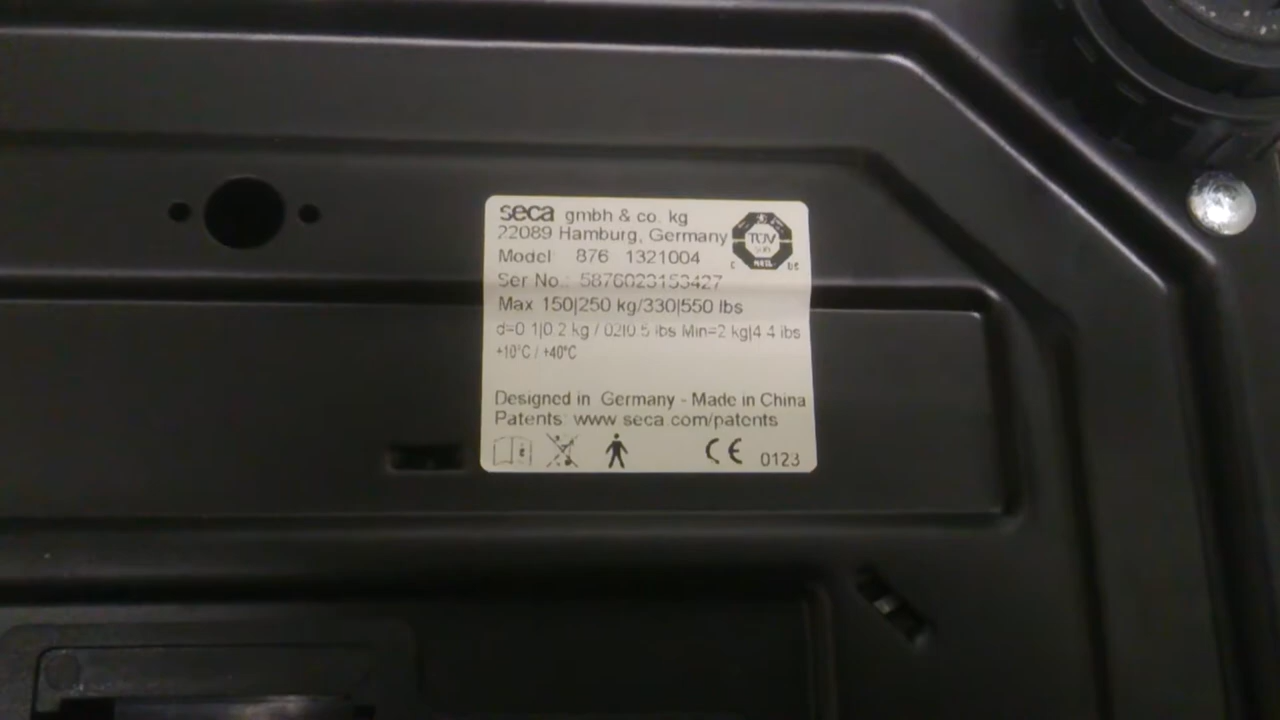 seca gmbh & co. kg
22089 Hamburg, Germany
TÜV
Model 876 1321004
Ser No.: 5876023153427
Max 150|250 kg/330|550 lbs
d=0.1|0.2 kg / 02|0.5 lbs Min=2 kg|4.4 lbs
+10°C / +40°C
Designed in Germany - Made in China
Patents: www.seca.com/patents
CE 0123